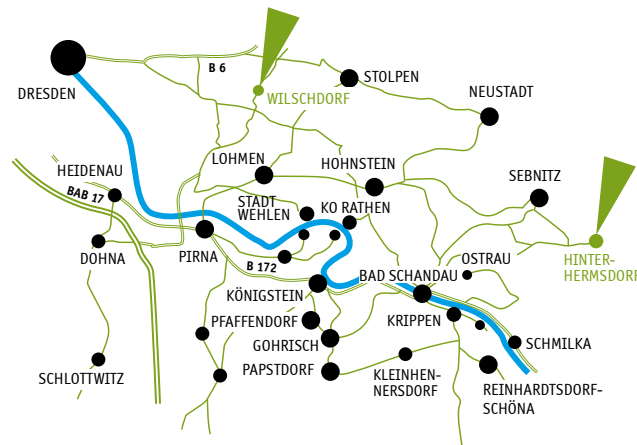 B 6
STOLPEN
DRESDEN
WILSCHDORF
NEUSTADT
LOHMEN
HOHNSTEIN
HEIDENAU
BAB 17
SEBNITZ
STADT
WEHLEN
KO RATHEN
DOHNA
PIRNA
B 172
OSTRAU
HINTER-
HERMSDORF
BAD SCHANDAU
KÖNIGSTEIN
PFAFFENDORF
KRIPPEN
GOHRISCH
SCHMILKA
PAPSTDORF
SCHLOTTWITZ
KLEINHEN-
NERSDORF
REINHARDTSDORF-
SCHÖNA